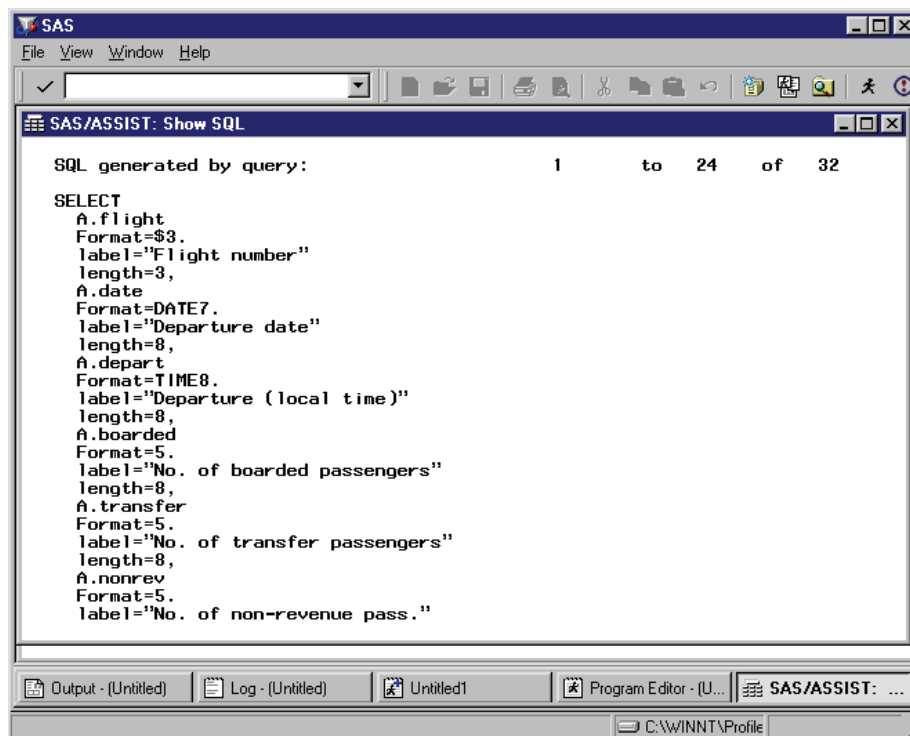 SAS
File View Window Help
SAS/ASSIST: Show SQL
SQL generated by query: 1 to 24 of 32
SELECT
A.flight
Format=$3.
label="Flight number"
length=3,
A.date
Format=DATE7.
label="Departure date"
length=8,
A.depart
Format=TIME8.
label="Departure (local time)"
length=8,
A.boarded
Format=5.
label="No. of boarded passengers"
length=8,
A.transfer
Format=5.
label="No. of transfer passengers"
length=8,
A.nonrev
Format=5.
label="No. of non-revenue pass."
Output - (Untitled) Log - (Untitled) Untitled1 Program Editor - (U... SAS/ASSIST: ...
C:\WINNT\Profile